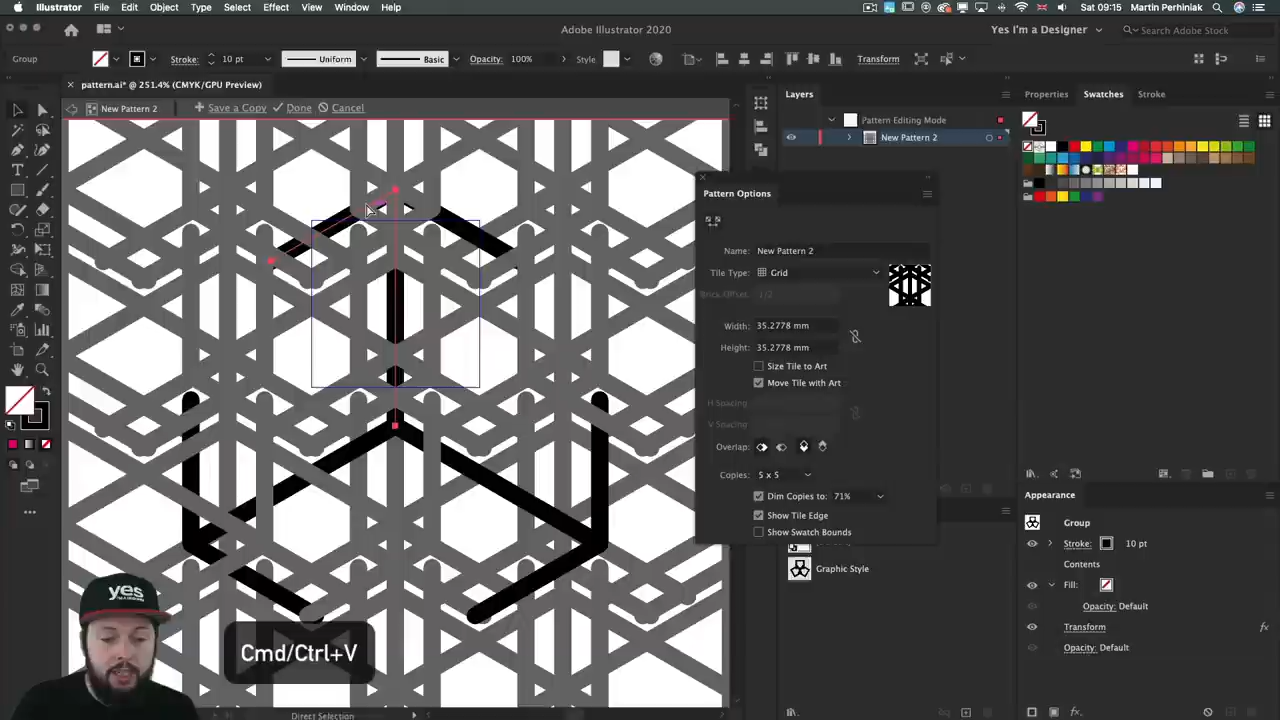 Illustrator File Edit Object Type Select Effect View Window Help Sat 09:15 Martin Perhiniak
Adobe Illustrator 2020 Yes I'm a Designer Search Adobe Stock
Group Stroke: 10 pt Uniform Basic Opacity: 100% Style Transform
× pattern.ai* @ 251.4% (CMYK/GPU Preview)
New Pattern 2 Save a Copy Done Cancel
Layers
Pattern Editing Mode
New Pattern 2
Properties Swatches Stroke
Pattern Options
Name: New Pattern 2
Tile Type: Grid
Brick Offset: 1/2
Width: 35.2778 mm
Height: 35.2778 mm
Size Tile to Art
Move Tile with Art
H Spacing
V Spacing
Overlap:
Copies: 5 x 5
Dim Copies to: 71%
Show Tile Edge
Show Swatch Bounds
Graphic Style
Appearance
Group
Stroke: 10 pt
Contents
Fill:
Opacity: Default
Transform fx
Opacity: Default
fx
yes
I'M A DESIGNER
Cmd/Ctrl+V
Direct Selection